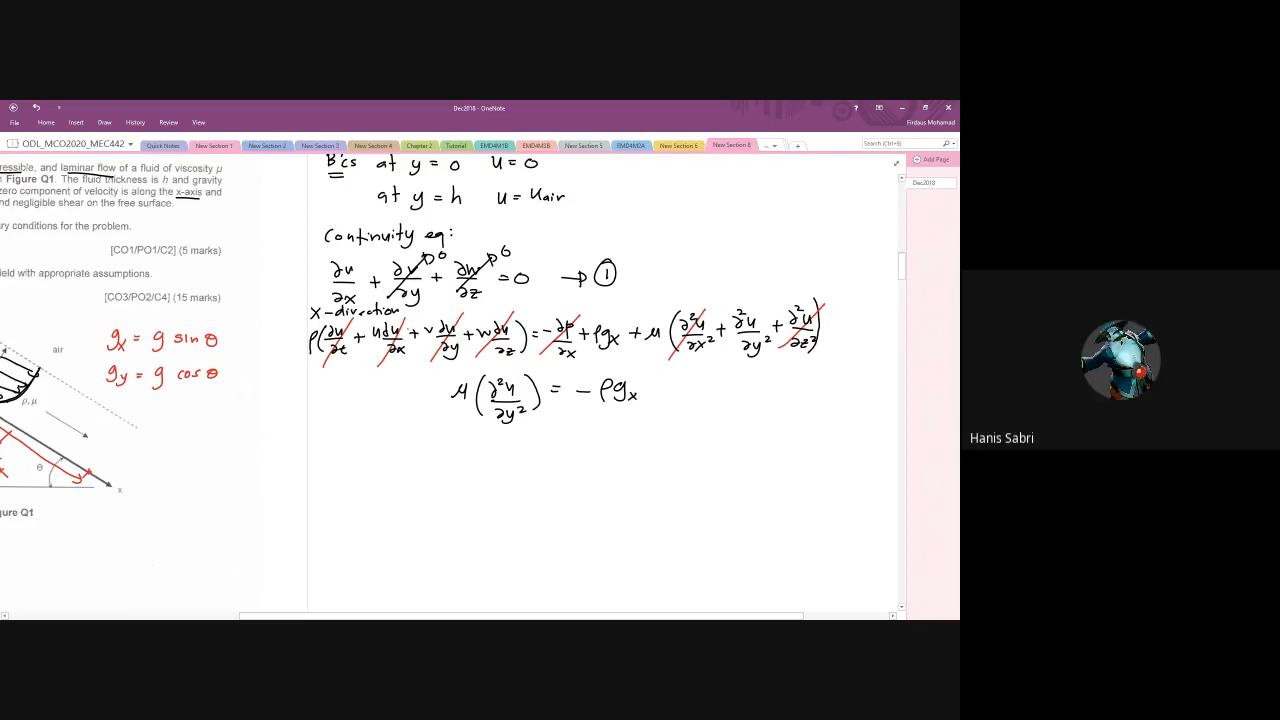 Dec2018 - OneNote
File Home Insert Draw History Review View
Firdaus Mohamad
ODL_MCO2020_MEC442
Quick Notes New Section 1 New Section 2 New Section 3 New Section 4 Chapter 2 Tutorial EMD4M1B EMD4M3B New Section 5 EMD4M2A New Section 6 New Section 8
Search (Ctrl+E)
Add Page
Dec2018
ressible, and laminar flow of a fluid of viscosity μ
n Figure Q1. The fluid thickness is h and gravity
zero component of velocity is along the x-axis and
nd negligible shear on the free surface.
ry conditions for the problem.
[CO1/PO1/C2] (5 marks)
ield with appropriate assumptions.
[CO3/PO2/C4] (15 marks)
gx = g sin θ
gy = g cos θ
air
ρ, μ
θ
x
gure Q1
B'cs at y = 0 u = 0
at y = h u = uair
Continuity eq:
∂u/∂x + ∂v/∂y 0 + ∂w/∂z 0 = 0 → ①
x-direction
ρ(∂u/∂t + u∂u/∂x + v∂u/∂y + w∂u/∂z) = -∂p/∂x + ρgx + μ(∂²u/∂x² + ∂²u/∂y² + ∂²u/∂z²)
μ(∂²u/∂y²) = - ρgx
Hanis Sabri